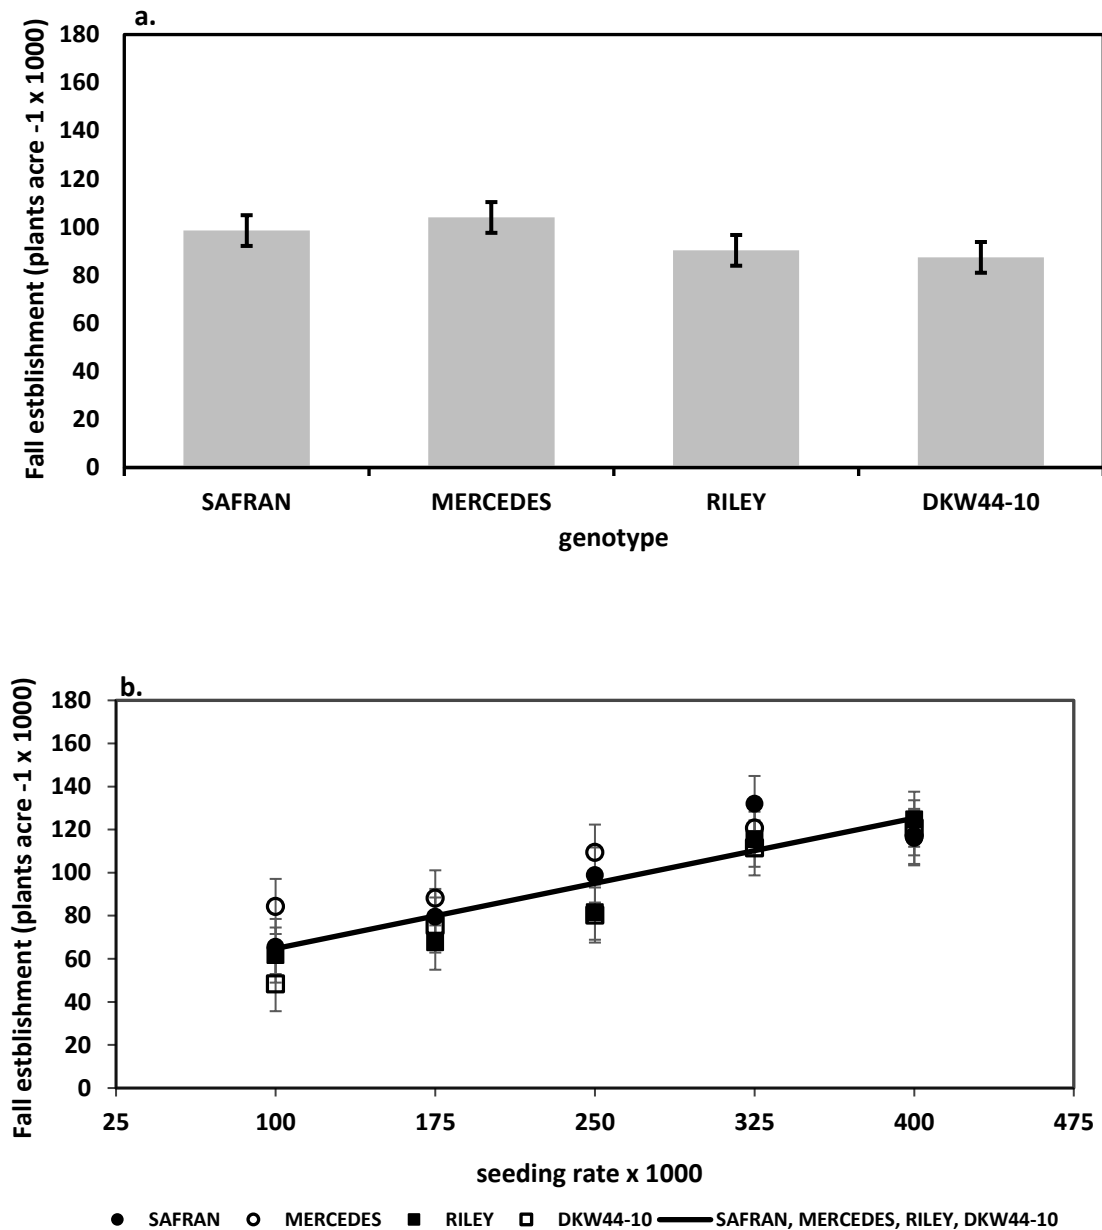 a.
Fall estblishment (plants acre -1 x 1000)
180
160
140
120
100
80
60
40
20
0
SAFRAN MERCEDES RILEY DKW44-10
genotype
b.
Fall estblishment (plants acre -1 x 1000)
180
160
140
120
100
80
60
40
20
0
25 100 175 250 325 400 475
seeding rate x 1000
SAFRAN MERCEDES RILEY DKW44-10 SAFRAN, MERCEDES, RILEY, DKW44-10